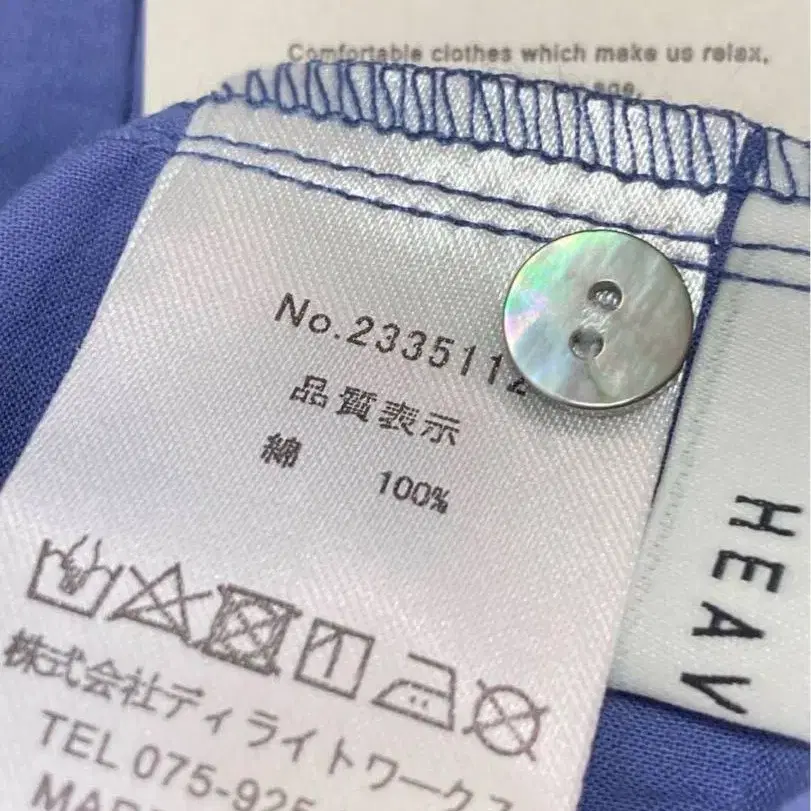 Comfortable clothes which make us relax,
No.2335112
品質表示
綿 100%
株式会社ディライトワークス
TEL 075-925
HEAV